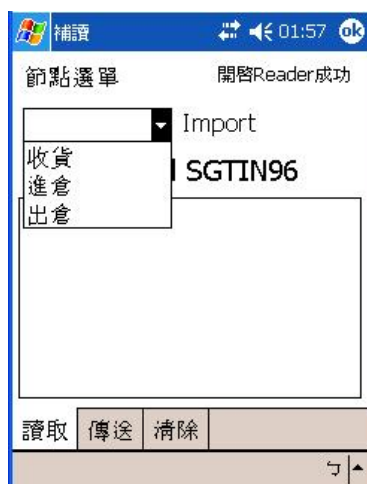 補讀 01:57 ok
節點選單 開啓Reader成功
Import
收貨
進倉
出倉
SGTIN96
讀取 傳送 清除
ㄅ